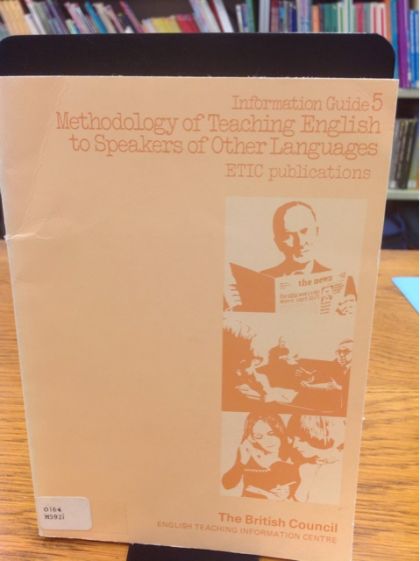 Information Guide 5
Methodology of Teaching English
to Speakers of Other Languages
ETIC publications
the news
The British Council
ENGLISH TEACHING INFORMATION CENTRE